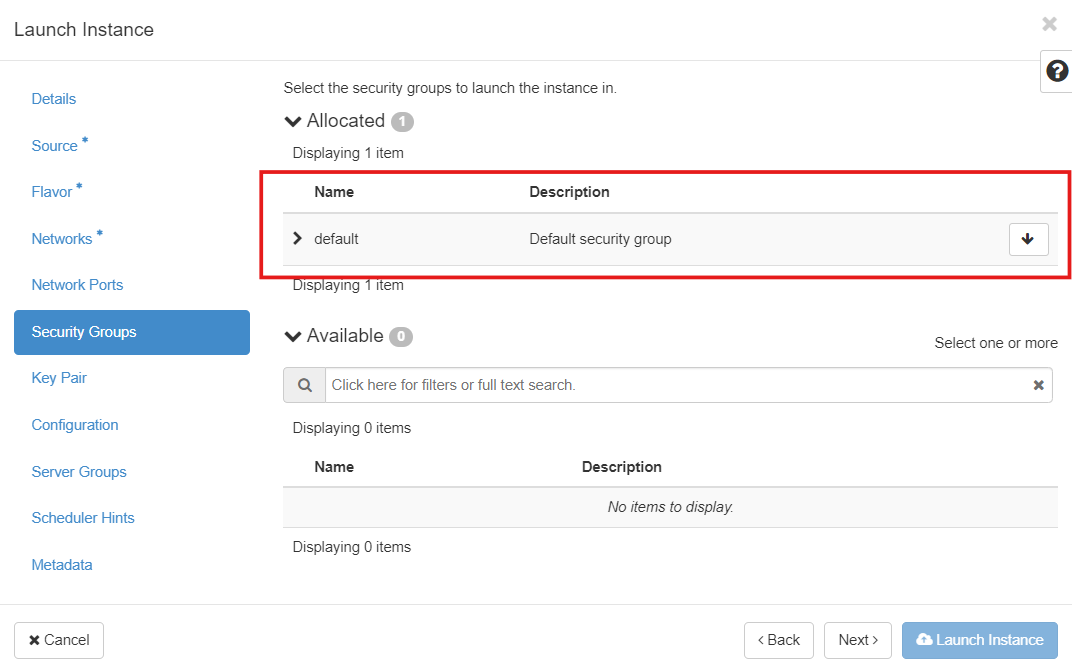 Launch Instance
Details
Source *
Flavor *
Networks *
Network Ports
Security Groups
Key Pair
Configuration
Server Groups
Scheduler Hints
Metadata
Select the security groups to launch the instance in.
Allocated 1
Displaying 1 item
Name Description
default Default security group
Displaying 1 item
Available 0
Select one or more
Click here for filters or full text search.
Displaying 0 items
Name Description
No items to display.
Displaying 0 items
Cancel
< Back
Next >
Launch Instance